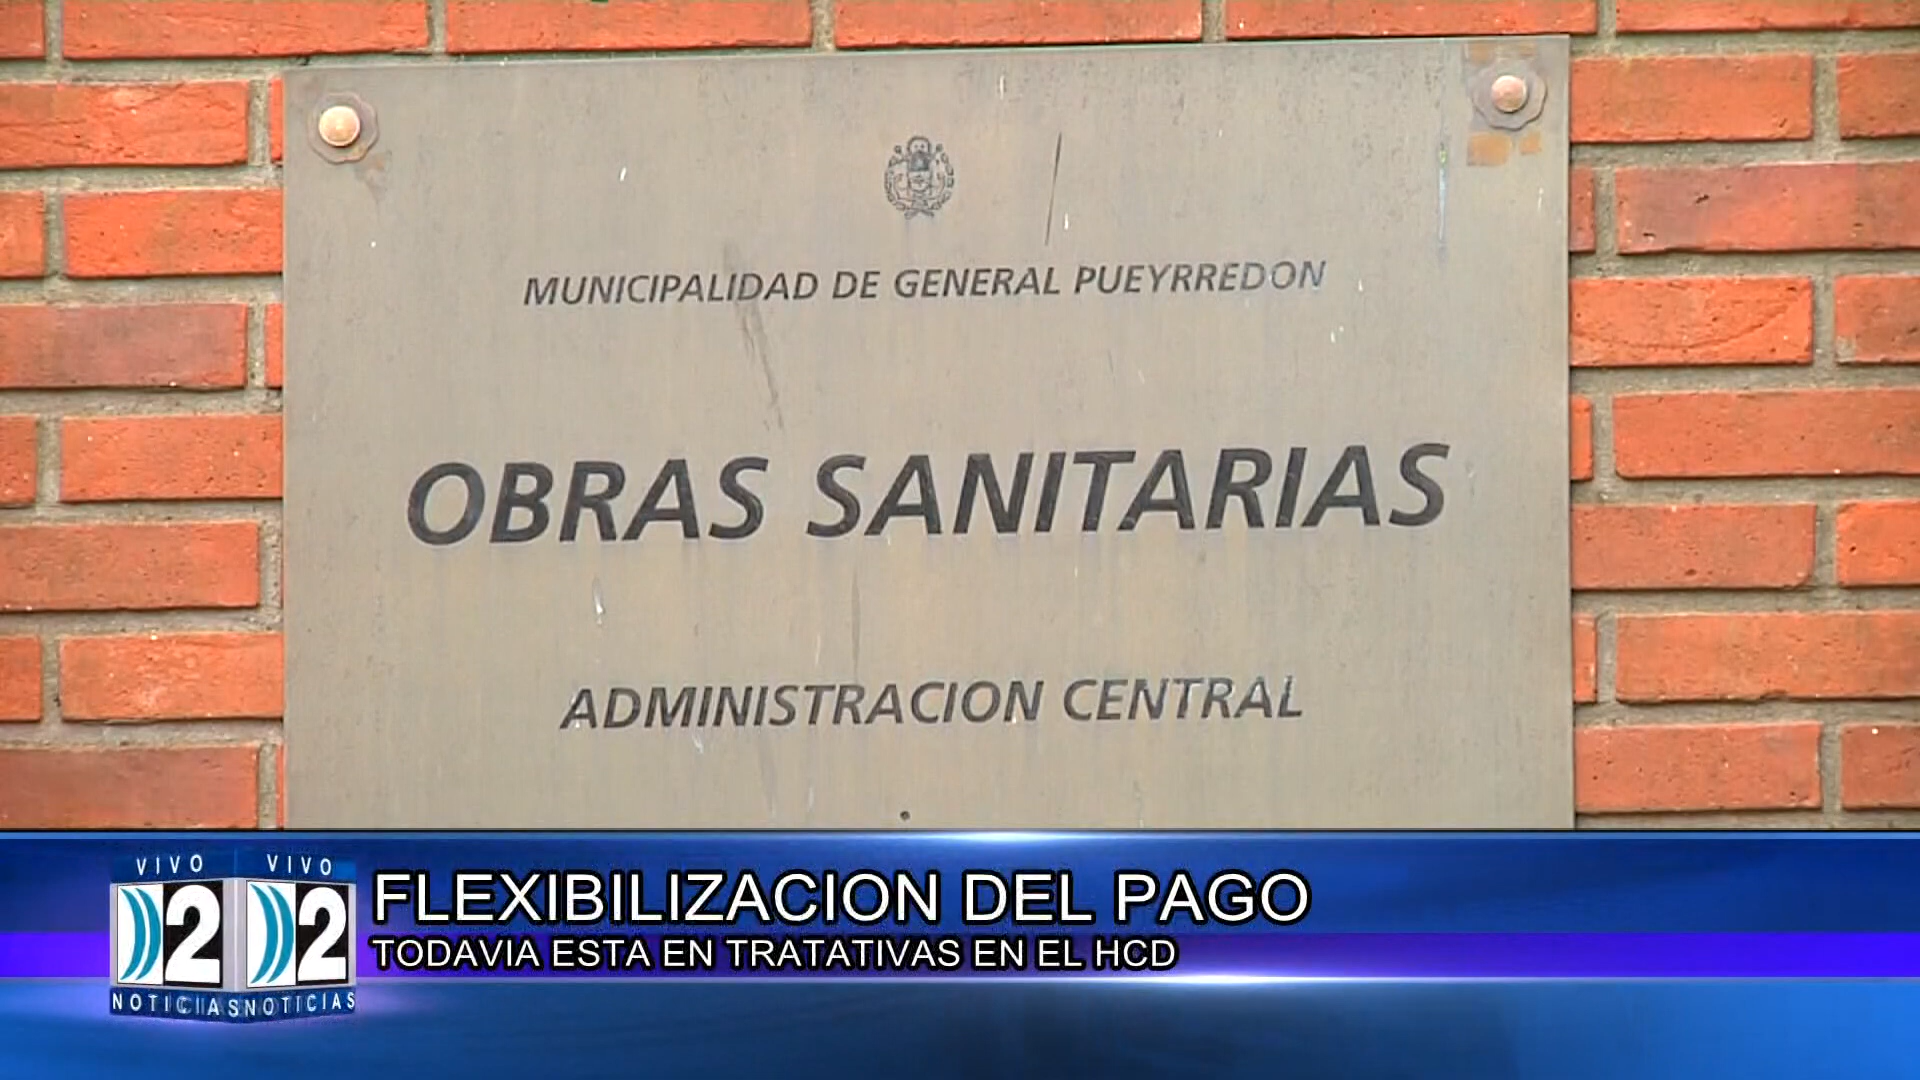 MUNICIPALIDAD DE GENERAL PUEYRREDON
OBRAS SANITARIAS
ADMINISTRACION CENTRAL
VIVO VIVO
2 2
NOTICIAS NOTICIAS
FLEXIBILIZACION DEL PAGO
TODAVIA ESTA EN TRATATIVAS EN EL HCD